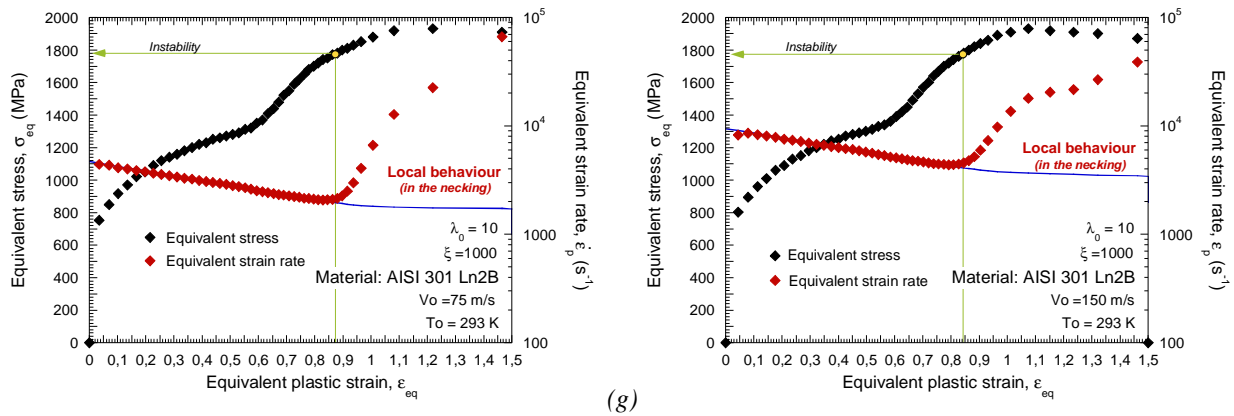 2000
1800
1600
1400
1200
1000
800
600
400
200
0
Equivalent stress, σeq (MPa)
Instability
Local behaviour
(in the necking)
λ0 = 10
ξ =1000
Equivalent stress
Equivalent strain rate
Material: AISI 301 Ln2B
Vo =75 m/s
To = 293 K
10^5
10^4
1000
100
Equivalent strain rate, ε̇p (s-1)
0 0,1 0,2 0,3 0,4 0,5 0,6 0,7 0,8 0,9 1 1,1 1,2 1,3 1,4 1,5
Equivalent plastic strain, εeq
(g)
2000
1800
1600
1400
1200
1000
800
600
400
200
0
Equivalent stress, σeq (MPa)
Instability
Local behaviour
(in the necking)
λ0 = 10
ξ =1000
Equivalent stress
Equivalent strain rate
Material: AISI 301 Ln2B
Vo =150 m/s
To = 293 K
10^5
10^4
1000
100
Equivalent strain rate, ε̇p (s-1)
0 0,1 0,2 0,3 0,4 0,5 0,6 0,7 0,8 0,9 1 1,1 1,2 1,3 1,4 1,5
Equivalent plastic strain, εeq